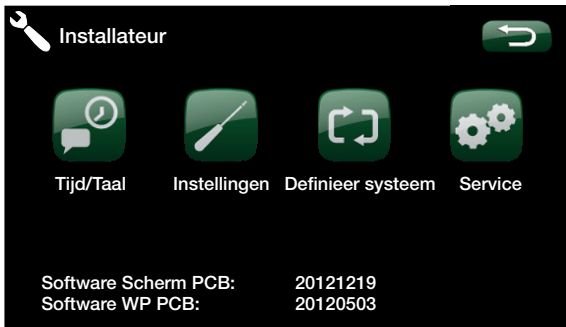 Installateur
Tijd/Taal Instellingen Definieer systeem Service
Software Scherm PCB: 20121219
Software WP PCB: 20120503